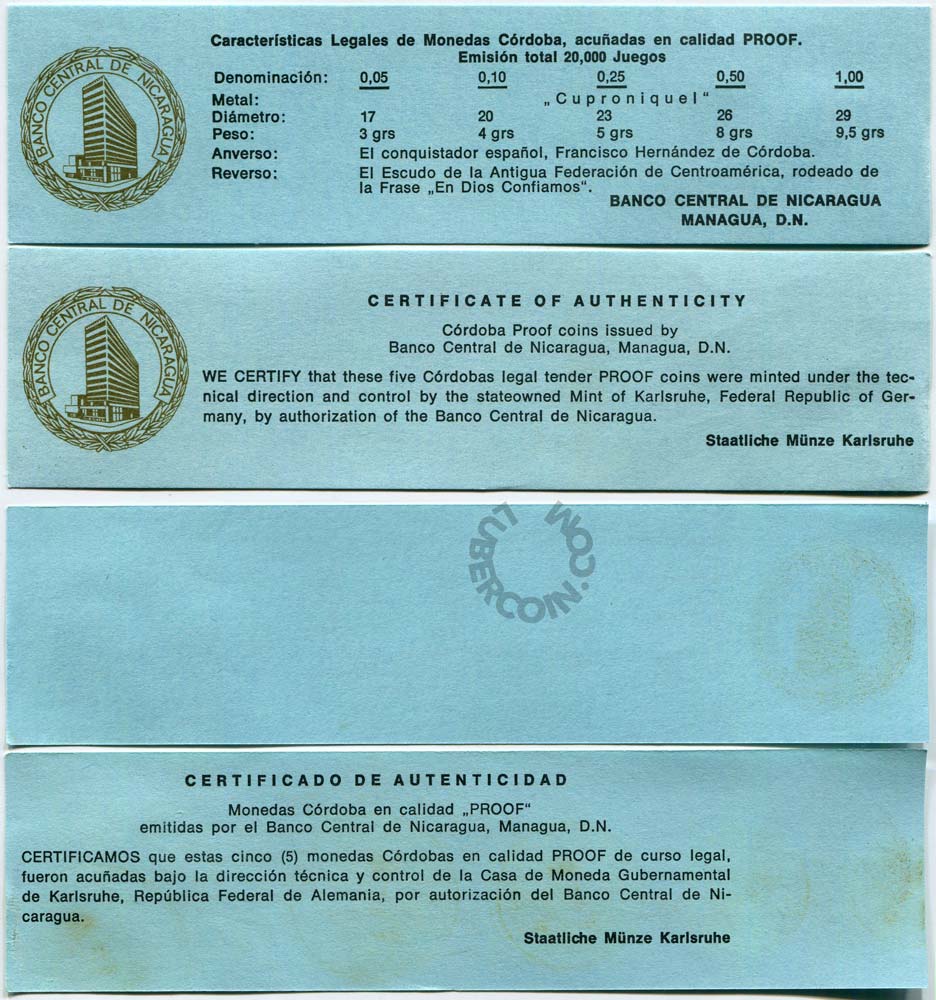 BANCO CENTRAL DE NICARAGUA
Características Legales de Monedas Córdoba, acuñadas en calidad PROOF.
Emisión total 20,000 Juegos
Denominación: 0,05 0,10 0,25 0,50 1,00
Metal: „Cuproniquel“
Diámetro: 17 20 23 26 29
Peso: 3 grs 4 grs 5 grs 8 grs 9,5 grs
Anverso: El conquistador español, Francisco Hernández de Córdoba.
Reverso: El Escudo de la Antigua Federación de Centroamérica, rodeado de
la Frase „En Dios Confiamos“.
BANCO CENTRAL DE NICARAGUA
MANAGUA, D.N.
BANCO CENTRAL DE NICARAGUA
CERTIFICATE OF AUTHENTICITY
Córdoba Proof coins issued by
Banco Central de Nicaragua, Managua, D.N.
WE CERTIFY that these five Córdobas legal tender PROOF coins were minted under the tec-
nical direction and control by the stateowned Mint of Karlsruhe, Federal Republic of Ger-
many, by authorization of the Banco Central de Nicaragua.
Staatliche Münze Karlsruhe
LUBERCOIN.COM
CERTIFICADO DE AUTENTICIDAD
Monedas Córdoba en calidad „PROOF“
emitidas por el Banco Central de Nicaragua, Managua, D.N.
CERTIFICAMOS que estas cinco (5) monedas Córdobas en calidad PROOF de curso legal,
fueron acuñadas bajo la dirección técnica y control de la Casa de Moneda Gubernamental
de Karlsruhe, República Federal de Alemania, por autorización del Banco Central de Ni-
caragua.
Staatliche Münze Karlsruhe